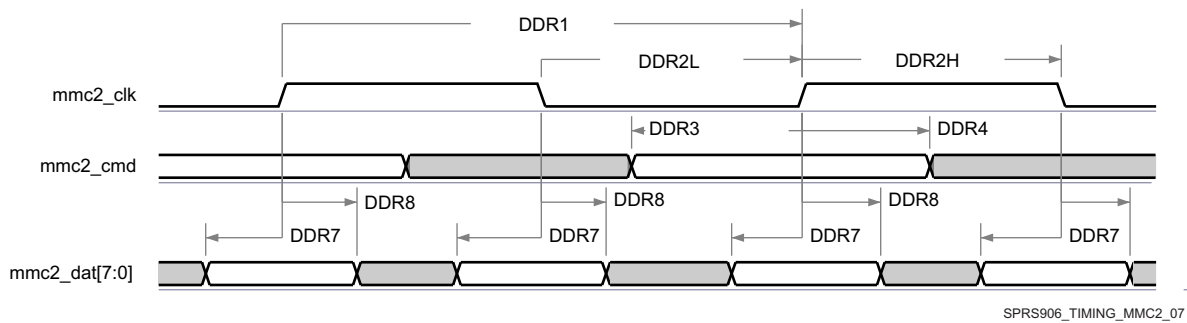 DDR1
DDR2L DDR2H
mmc2_clk
DDR3 DDR4
mmc2_cmd
DDR8 DDR8 DDR8
DDR7 DDR7 DDR7 DDR7
mmc2_dat[7:0]
SPRS906_TIMING_MMC2_07